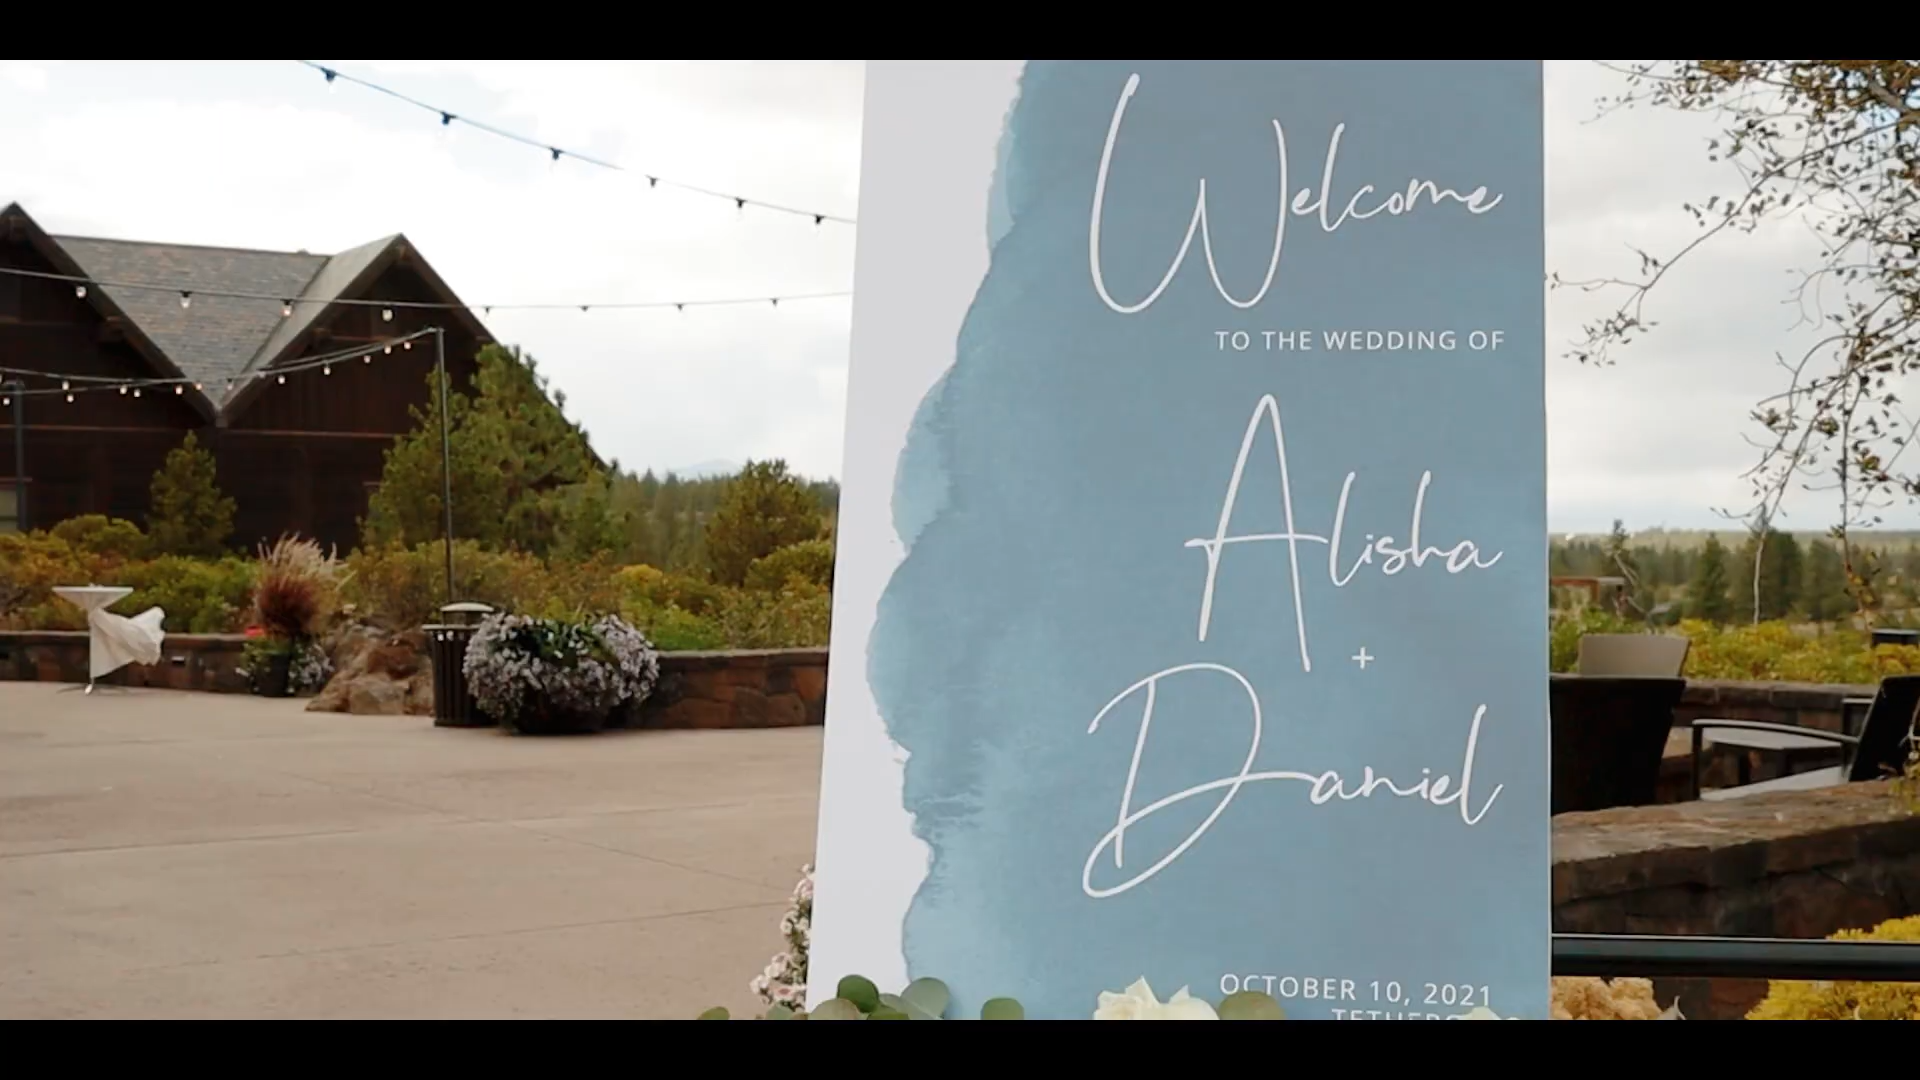 Welcome
TO THE WEDDING OF
Alisha
+
Daniel
OCTOBER 10, 2021